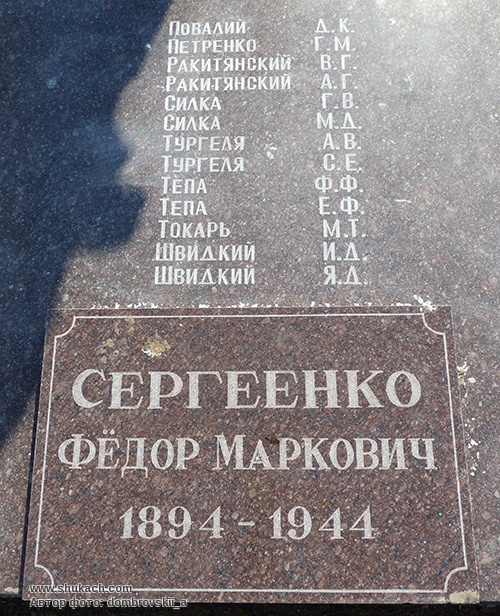 Повалий Д.К.
Петренко Г.М.
Ракитянский В.Г.
Ракитянский А.Г.
Силка Г.В.
Силка М.Д.
Тургеля А.В.
Тургеля С.Е.
Тепа Ф.Ф.
Тепа Е.Ф.
Токарь М.Т.
Швидкий И.Д.
Швидкий Я.Д.
Сергеенко
Фёдор Маркович
1894 - 1944
www.shukach.com
Автор фото: dombrovskii_a